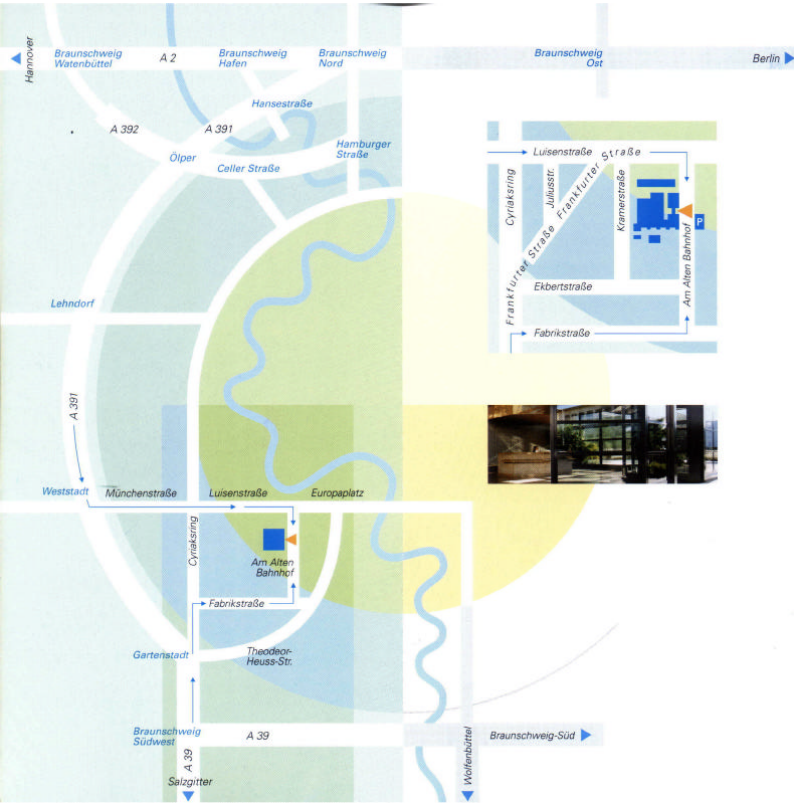 Hannover
Braunschweig
Watenbüttel
A 2
Braunschweig
Hafen
Braunschweig
Nord
Braunschweig
Ost
Berlin
Hansestraße
A 392
A 391
Ölper
Celler Straße
Hamburger
Straße
Luisenstraße
Frankfurter Straße
Frankfurter Straße
Cyriaksring
Juliusstr.
Kramerstraße
P
Am Alten Bahnhof
Ekbertstraße
Fabrikstraße
Lehndorf
A 391
Weststadt
Münchenstraße
Luisenstraße
Europaplatz
Cyriaksring
Am Alten
Bahnhof
Fabrikstraße
Gartenstadt
Theodeor-
Heuss-Str.
Braunschweig
Südwest
A 39
Braunschweig-Süd
A 39
Salzgitter
Wolfenbüttel